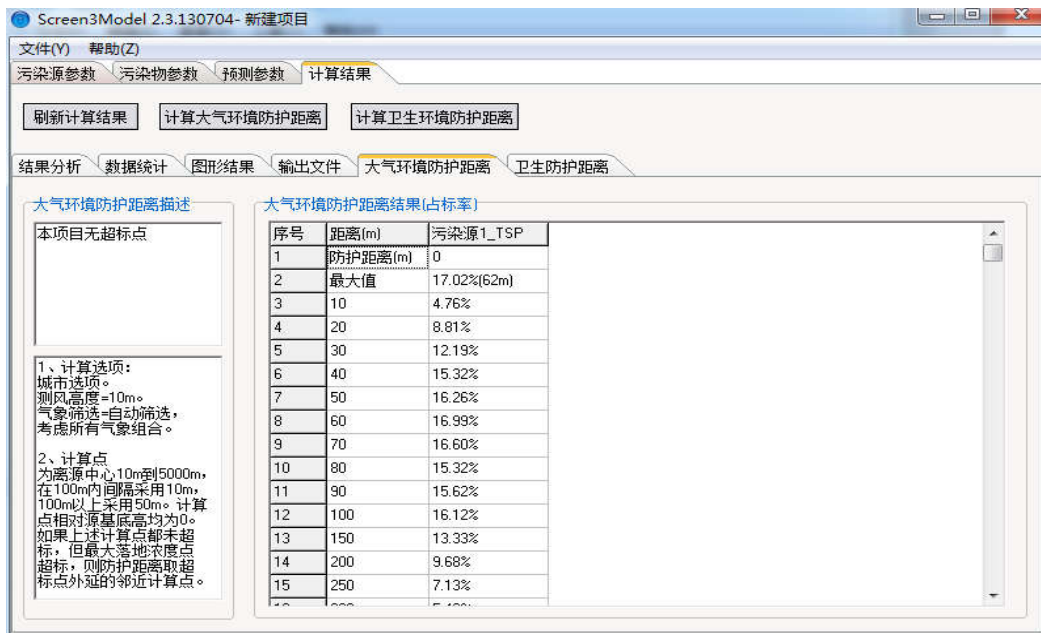 Screen3Model 2.3.130704- 新建项目
文件(Y) 帮助(Z)
污染源参数 污染物参数 预测参数 计算结果
刷新计算结果 计算大气环境防护距离 计算卫生环境防护距离
结果分析 数据统计 图形结果 输出文件 大气环境防护距离 卫生防护距离
大气环境防护距离描述
本项目无超标点
1、计算选项:
城市选项。
测风高度=10m。
气象筛选=自动筛选,
考虑所有气象组合。
2、计算点
为离源中心10m到5000m,
在100m内间隔采用10m,
100m以上采用50m。计算
点相对源基底高均为0。
如果上述计算点都未超
标,但最大落地浓度点
超标,则防护距离取超
标点外延的邻近计算点。
大气环境防护距离结果(占标率)
序号 距离(m) 污染源1_TSP
1 防护距离(m) 0
2 最大值 17.02%(62m)
3 10 4.76%
4 20 8.81%
5 30 12.19%
6 40 15.32%
7 50 16.26%
8 60 16.99%
9 70 16.60%
10 80 15.32%
11 90 15.62%
12 100 16.12%
13 150 13.33%
14 200 9.68%
15 250 7.13%